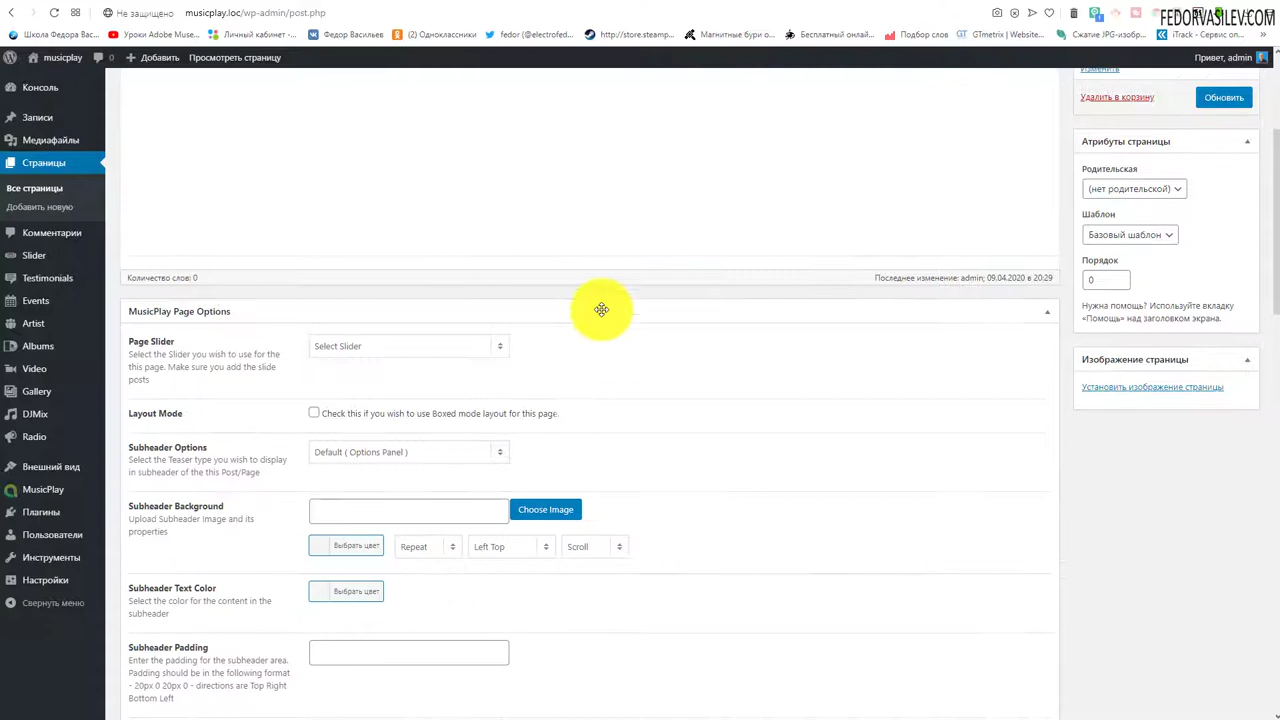 Не защищено musicplay.loc/wp-admin/post.php
FEDORVASILEV.COM
Школа Федора Вас... Уроки Adobe Muse... Личный кабинет -... Федор Васильев (2) Одноклассники fedor (@electrofed... http://store.steamp... Магнитные бури о... Бесплатный онлай... Подбор слов GTmetrix | Website... Сжатие JPG-изобр... iTrack - Сервис оп...
musicplay 0 Добавить Просмотреть страницу Привет, admin
Консоль
Записи
Медиафайлы
Страницы
Все страницы
Добавить новую
Комментарии
Slider
Testimonials
Events
Artist
Albums
Video
Gallery
DJMix
Radio
Внешний вид
MusicPlay
Плагины
Пользователи
Инструменты
Настройки
Свернуть меню
Количество слов: 0 Последнее изменение: admin; 09.04.2020 в 20:29
MusicPlay Page Options
Page Slider
Select the Slider you wish to use for the
this page. Make sure you add the slide
posts
Select Slider
Layout Mode
Check this if you wish to use Boxed mode layout for this page.
Subheader Options
Select the Teaser type you wish to display
in subheader of the this Post/Page
Default ( Options Panel )
Subheader Background
Upload Subheader Image and its
properties
Choose Image
Выбрать цвет Repeat Left Top Scroll
Subheader Text Color
Select the color for the content in the
subheader
Выбрать цвет
Subheader Padding
Enter the padding for the subheader area.
Padding should be in the following format
- 20px 0 20px 0 - directions are Top Right
Bottom Left
Изменить
Удалить в корзину Обновить
Атрибуты страницы
Родительская
(нет родительской)
Шаблон
Базовый шаблон
Порядок
0
Нужна помощь? Используйте вкладку
«Помощь» над заголовком экрана.
Изображение страницы
Установить изображение страницы